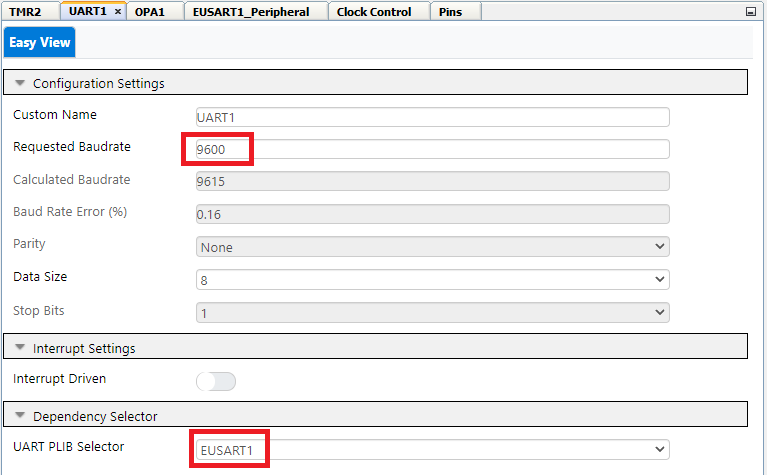 TMR2 UART1 × OPA1 EUSART1_Peripheral Clock Control Pins
Easy View
Configuration Settings
Custom Name UART1
Requested Baudrate 9600
Calculated Baudrate 9615
Baud Rate Error (%) 0.16
Parity None
Data Size 8
Stop Bits 1
Interrupt Settings
Interrupt Driven
Dependency Selector
UART PLIB Selector EUSART1